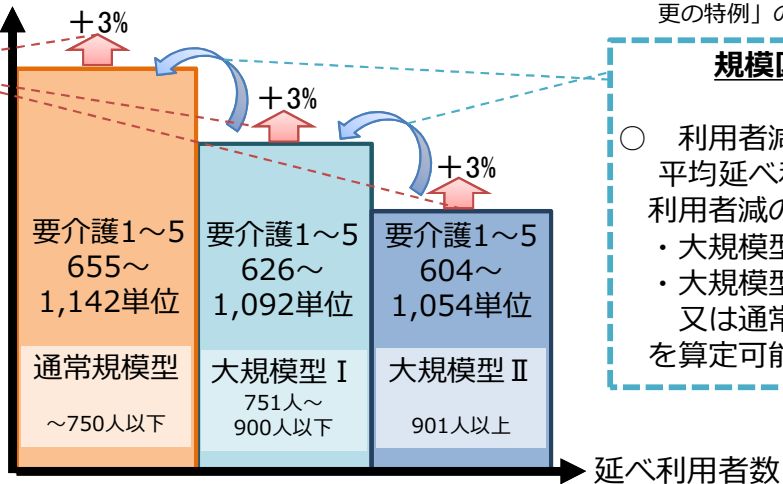 更の特例」の
+3%
+3%
+3%
要介護1～5
655～
1,142単位
要介護1～5
626～
1,092単位
要介護1～5
604～
1,054単位
通常規模型
～750人以下
大規模型Ⅰ
751人～
900人以下
大規模型Ⅱ
901人以上
延べ利用者数
規模
○ 利用者減
平均延べ
利用者減の
・大規模型
・大規模型
又は通常
を算定可能